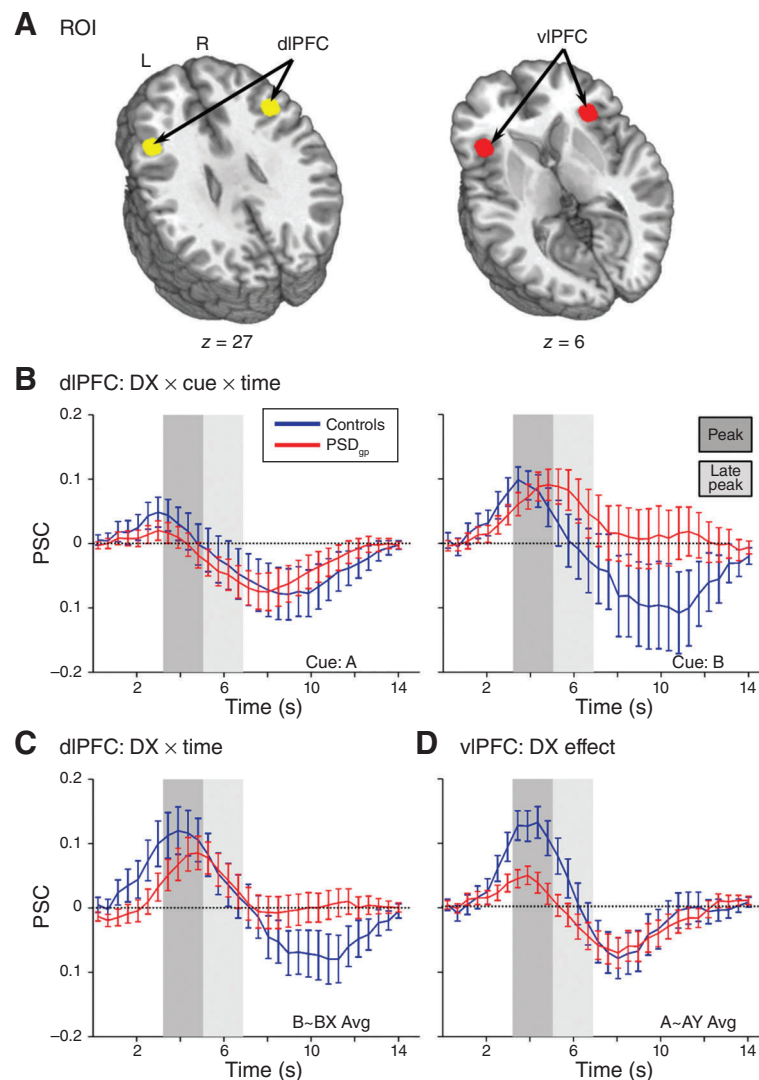 A ROI
L R dlPFC
vlPFC
z = 27
z = 6
B dlPFC: DX × cue × time
0.2
0.1
0
0.1
−0.2
PSC
Controls
PSDgp
Cue: A
2 6 10 14
Time (s)
Peak
Late
peak
Cue: B
2 6 10 14
Time (s)
C dlPFC: DX × time
0.2
0.1
0
0.1
−0.2
PSC
B~BX Avg
2 6 10 14
Time (s)
D vlPFC: DX effect
A~AY Avg
2 6 10 14
Time (s)